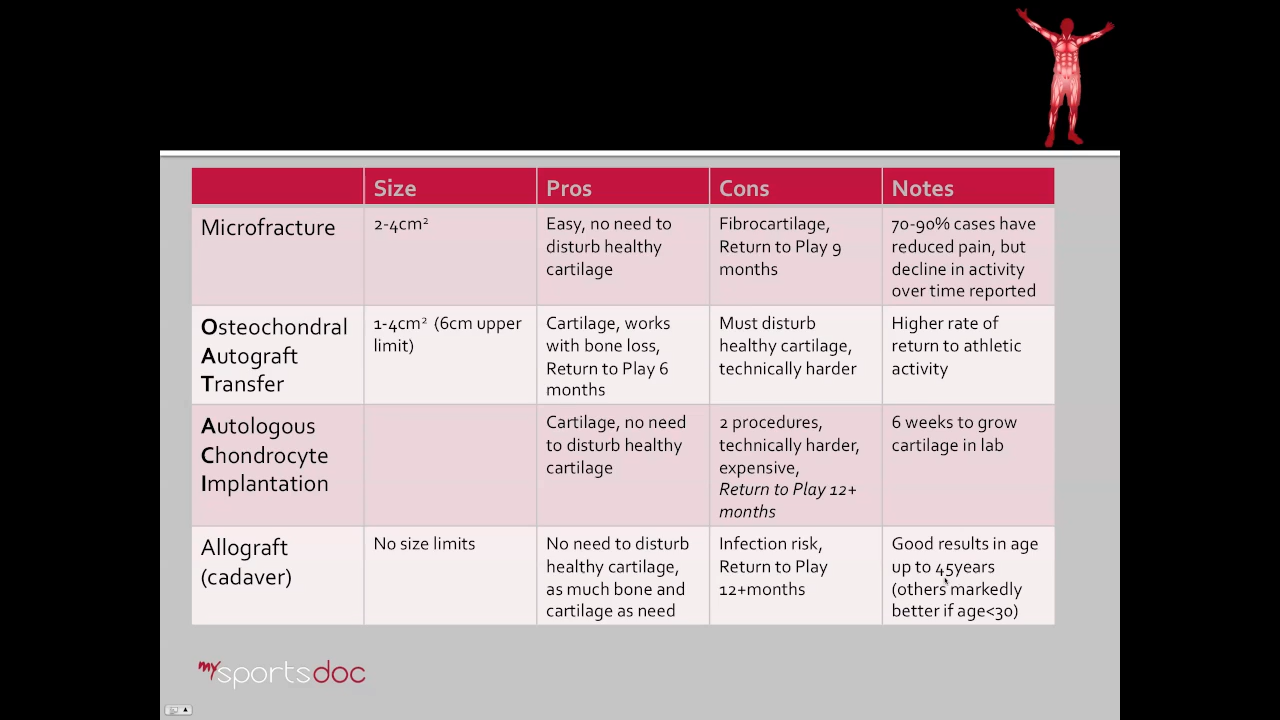 Size Pros Cons Notes
Microfracture
2-4cm²
Easy, no need to
disturb healthy
cartilage
Fibrocartilage,
Return to Play 9
months
70-90% cases have
reduced pain, but
decline in activity
over time reported
Osteochondral
Autograft
Transfer
1-4cm² (6cm upper
limit)
Cartilage, works
with bone loss,
Return to Play 6
months
Must disturb
healthy cartilage,
technically harder
Higher rate of
return to athletic
activity
Autologous
Chondrocyte
Implantation
Cartilage, no need
to disturb healthy
cartilage
2 procedures,
technically harder,
expensive,
Return to Play 12+
months
6 weeks to grow
cartilage in lab
Allograft
(cadaver)
No size limits
No need to disturb
healthy cartilage,
as much bone and
cartilage as need
Infection risk,
Return to Play
12+months
Good results in age
up to 45years
(others markedly
better if age<30)
mysportsdoc